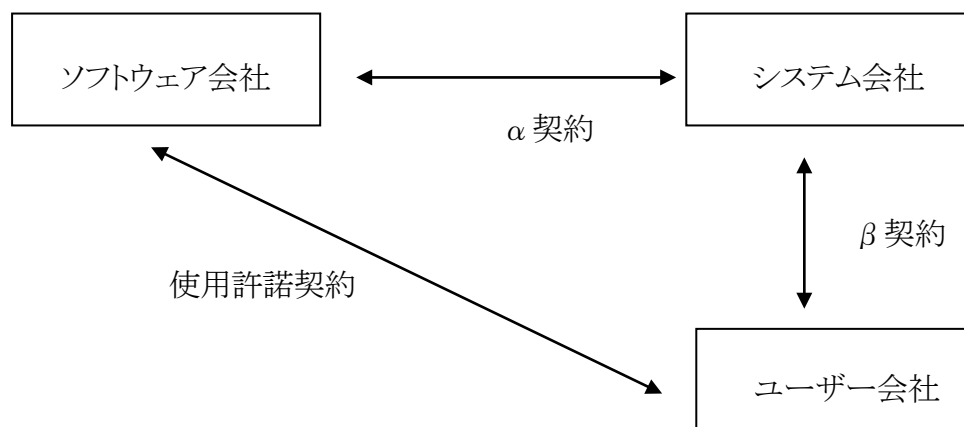 ソフトウェア会社
システム会社
α契約
β契約
使用許諾契約
ユーザー会社